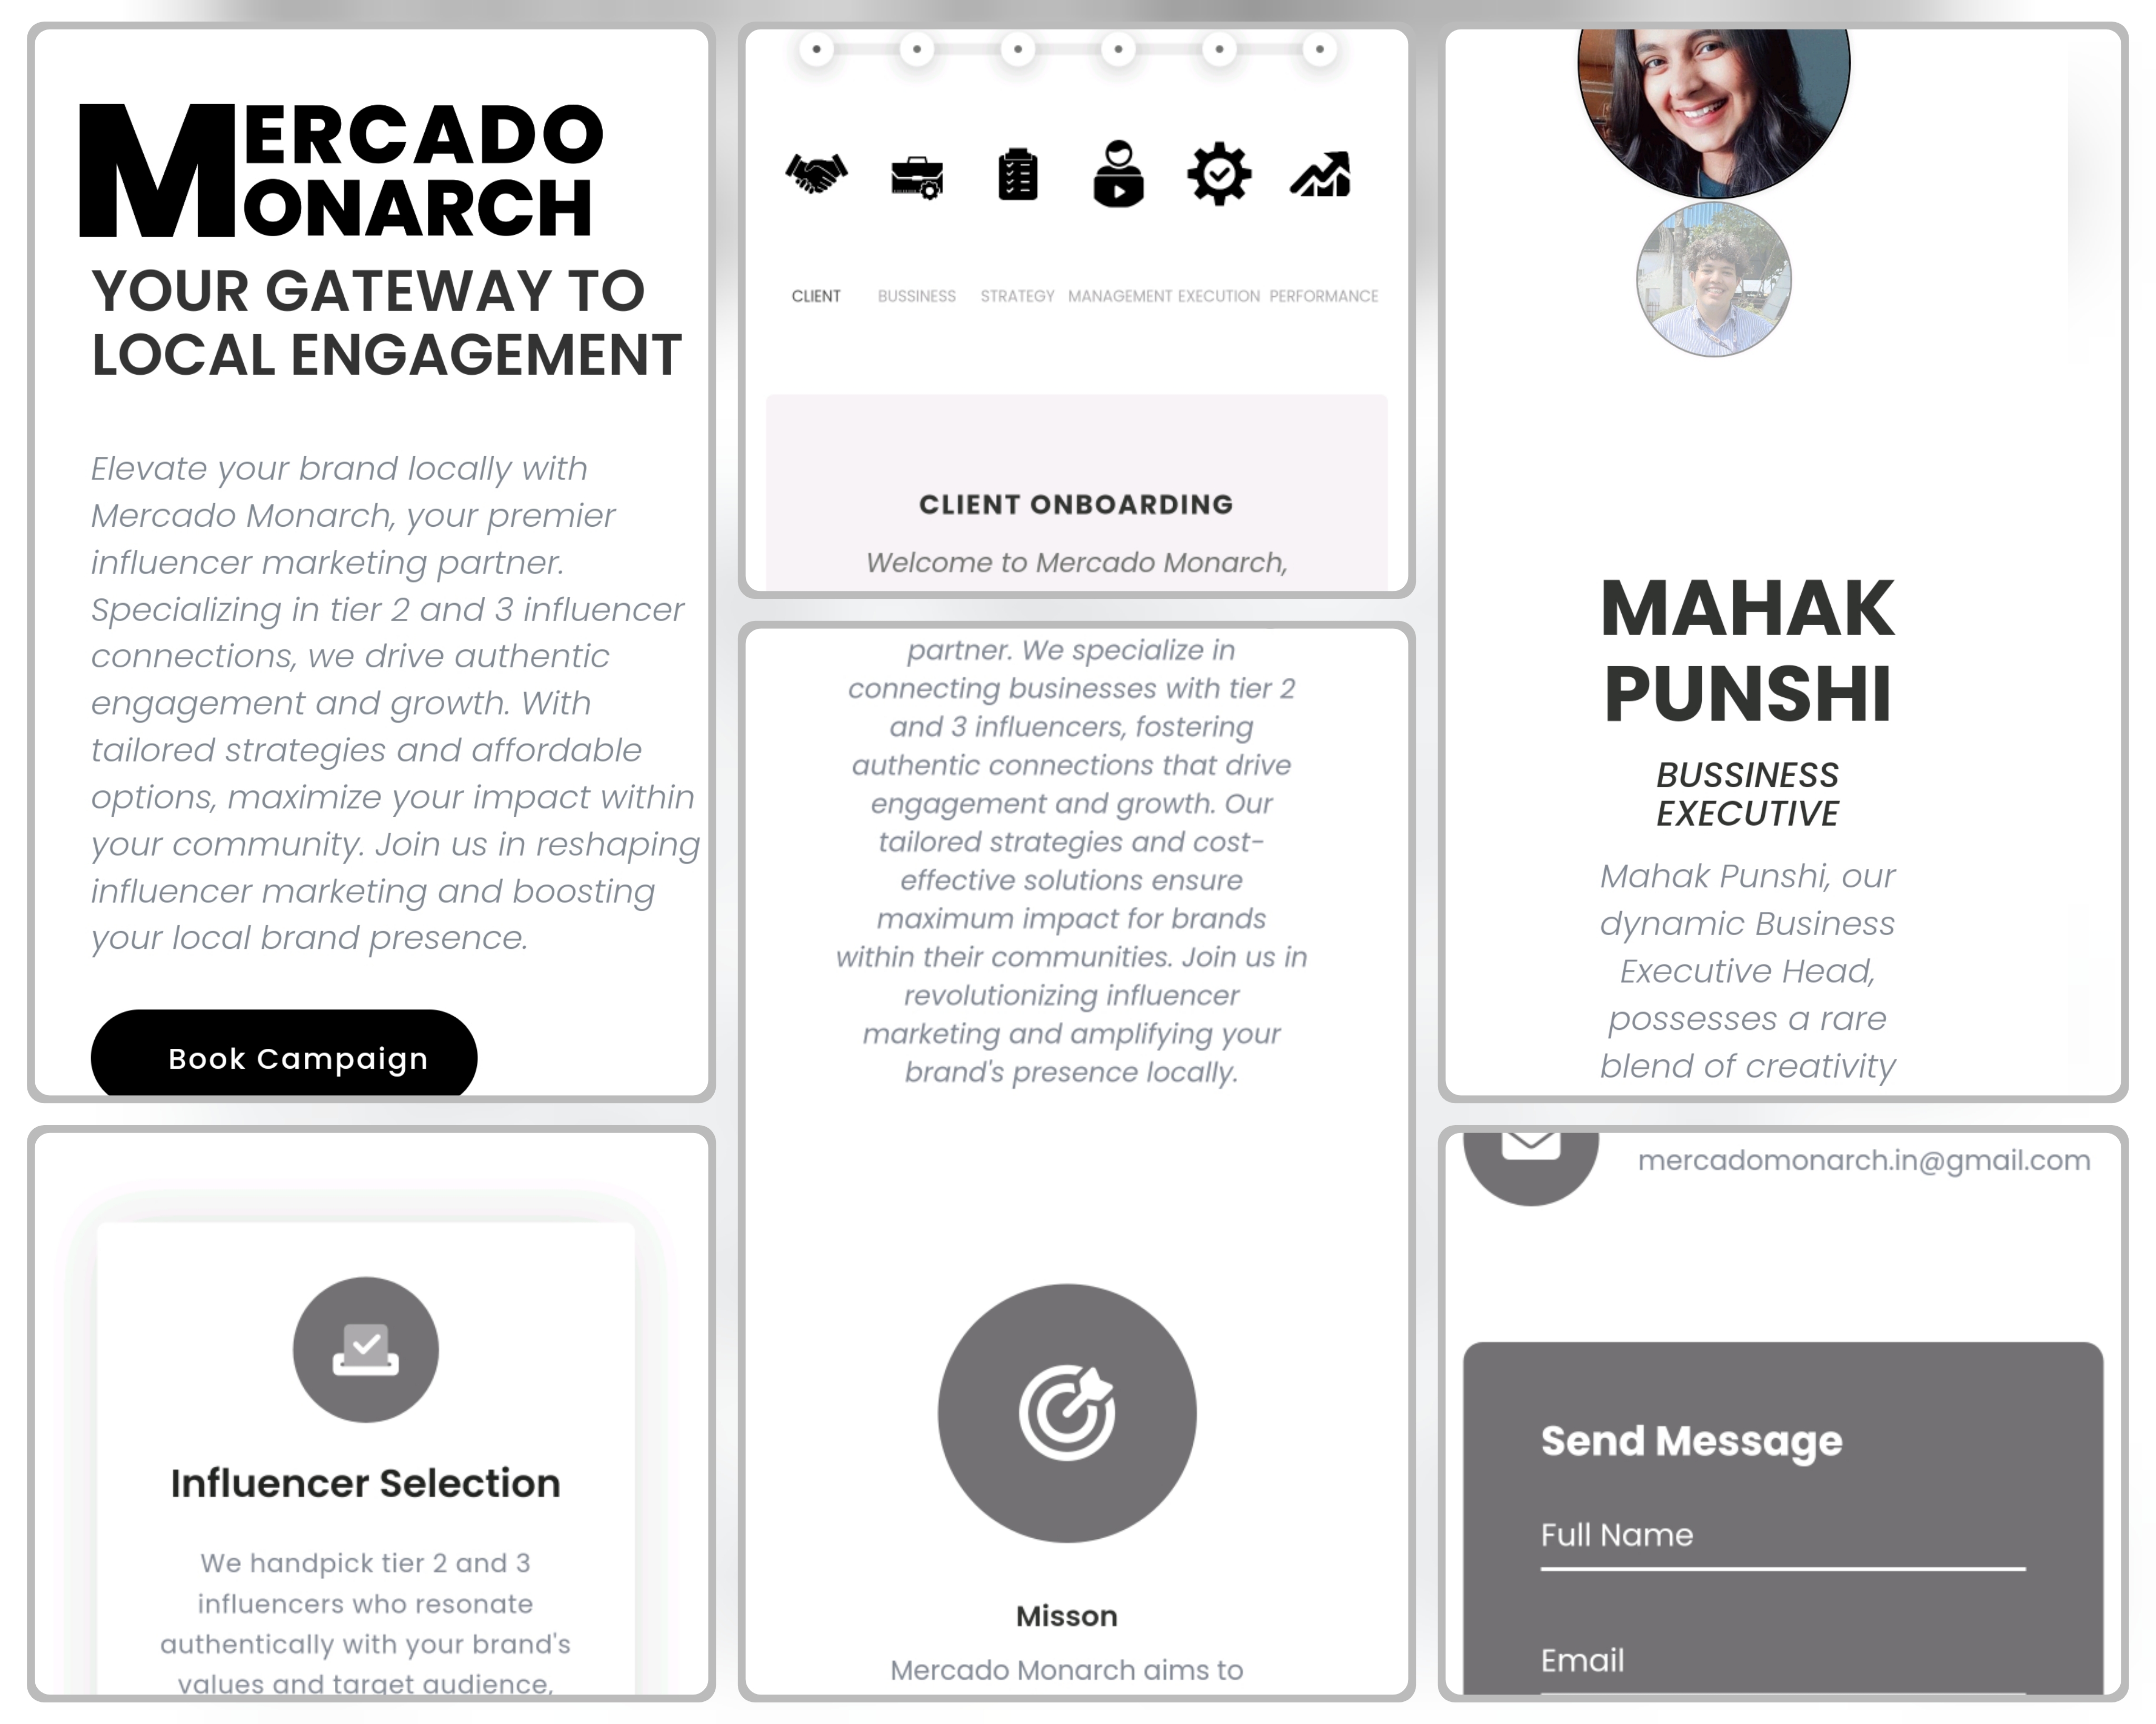 MERCADO
MONARCH
YOUR GATEWAY TO
LOCAL ENGAGEMENT
Elevate your brand locally with
Mercado Monarch, your premier
influencer marketing partner.
Specializing in tier 2 and 3 influencer
connections, we drive authentic
engagement and growth. With
tailored strategies and affordable
options, maximize your impact within
your community. Join us in reshaping
influencer marketing and boosting
your local brand presence.
Book Campaign
Influencer Selection
We handpick tier 2 and 3
influencers who resonate
authentically with your brand's
values and target audience,
CLIENT BUSSINESS STRATEGY MANAGEMENT EXECUTION PERFORMANCE
CLIENT ONBOARDING
Welcome to Mercado Monarch,
partner. We specialize in
connecting businesses with tier 2
and 3 influencers, fostering
authentic connections that drive
engagement and growth. Our
tailored strategies and cost-
effective solutions ensure
maximum impact for brands
within their communities. Join us in
revolutionizing influencer
marketing and amplifying your
brand's presence locally.
Misson
Mercado Monarch aims to
MAHAK
PUNSHI
BUSSINESS
EXECUTIVE
Mahak Punshi, our
dynamic Business
Executive Head,
possesses a rare
blend of creativity
mercadomonarch.in@gmail.com
Send Message
Full Name
Email